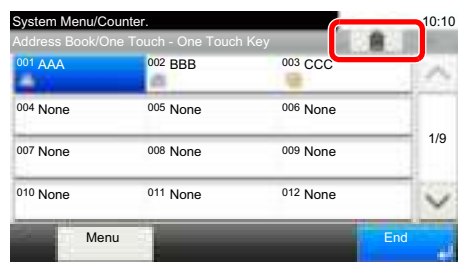 System Menu/Counter. 10:10
Address Book/One Touch - One Touch Key
001 AAA 002 BBB 003 CCC
004 None 005 None 006 None
1/9
007 None 008 None 009 None
010 None 011 None 012 None
Menu End